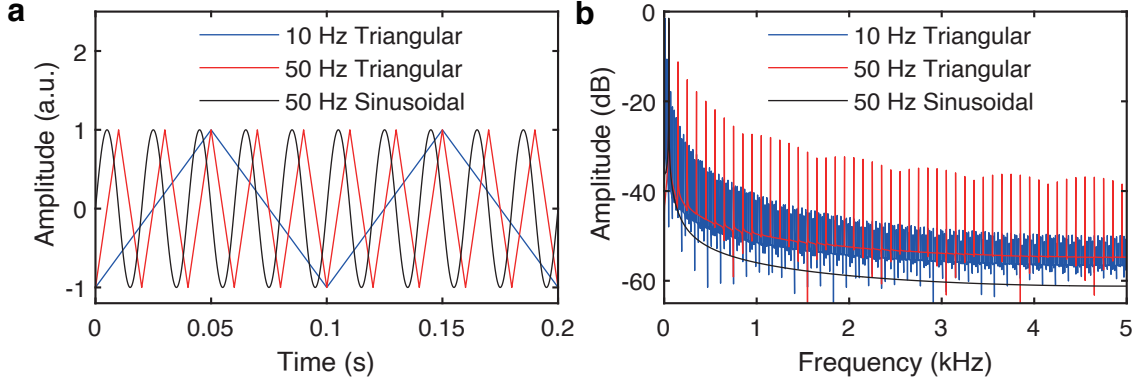 a
10 Hz Triangular
50 Hz Triangular
50 Hz Sinusoidal
Amplitude (a.u.)
2
1
0
-1
0
0.05
0.1
0.15
0.2
Time (s)
b
10 Hz Triangular
50 Hz Triangular
50 Hz Sinusoidal
Amplitude (dB)
0
-20
-40
-60
0
1
2
3
4
5
Frequency (kHz)